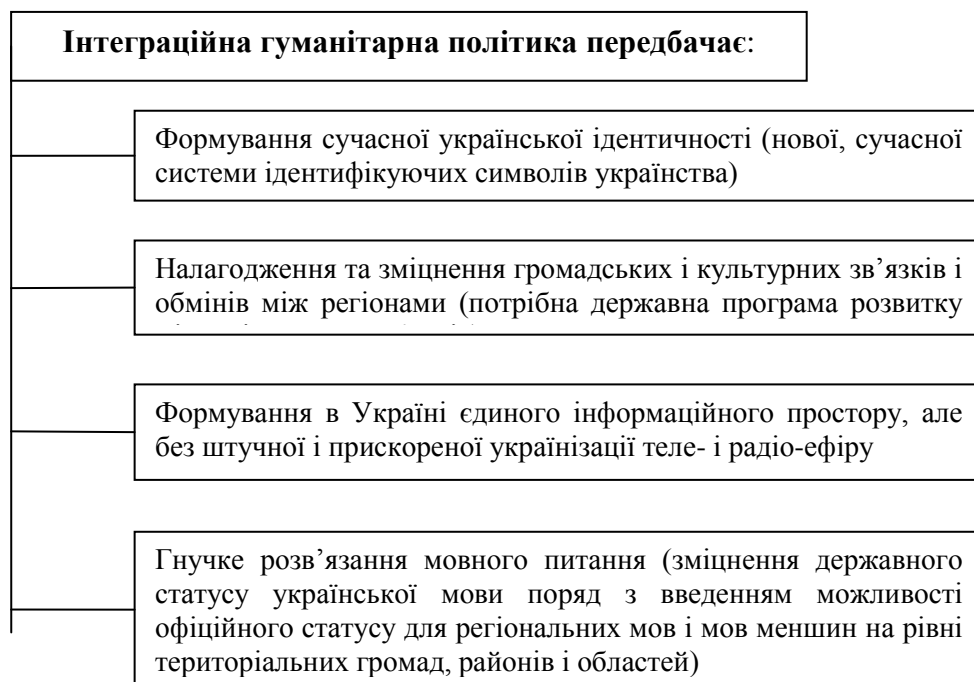 Інтеграційна гуманітарна політика передбачає:
Формування сучасної української ідентичності (нової, сучасної
системи ідентифікуючих символів українства)
Налагодження та зміцнення громадських і культурних зв’язків і
обмінів між регіонами (потрібна державна програма розвитку
Формування в Україні єдиного інформаційного простору, але
без штучної і прискореної українізації теле- і радіо-ефіру
Гнучке розв’язання мовного питання (зміцнення державного
статусу української мови поряд з введенням можливості
офіційного статусу для регіональних мов і мов меншин на рівні
територіальних громад, районів і областей)